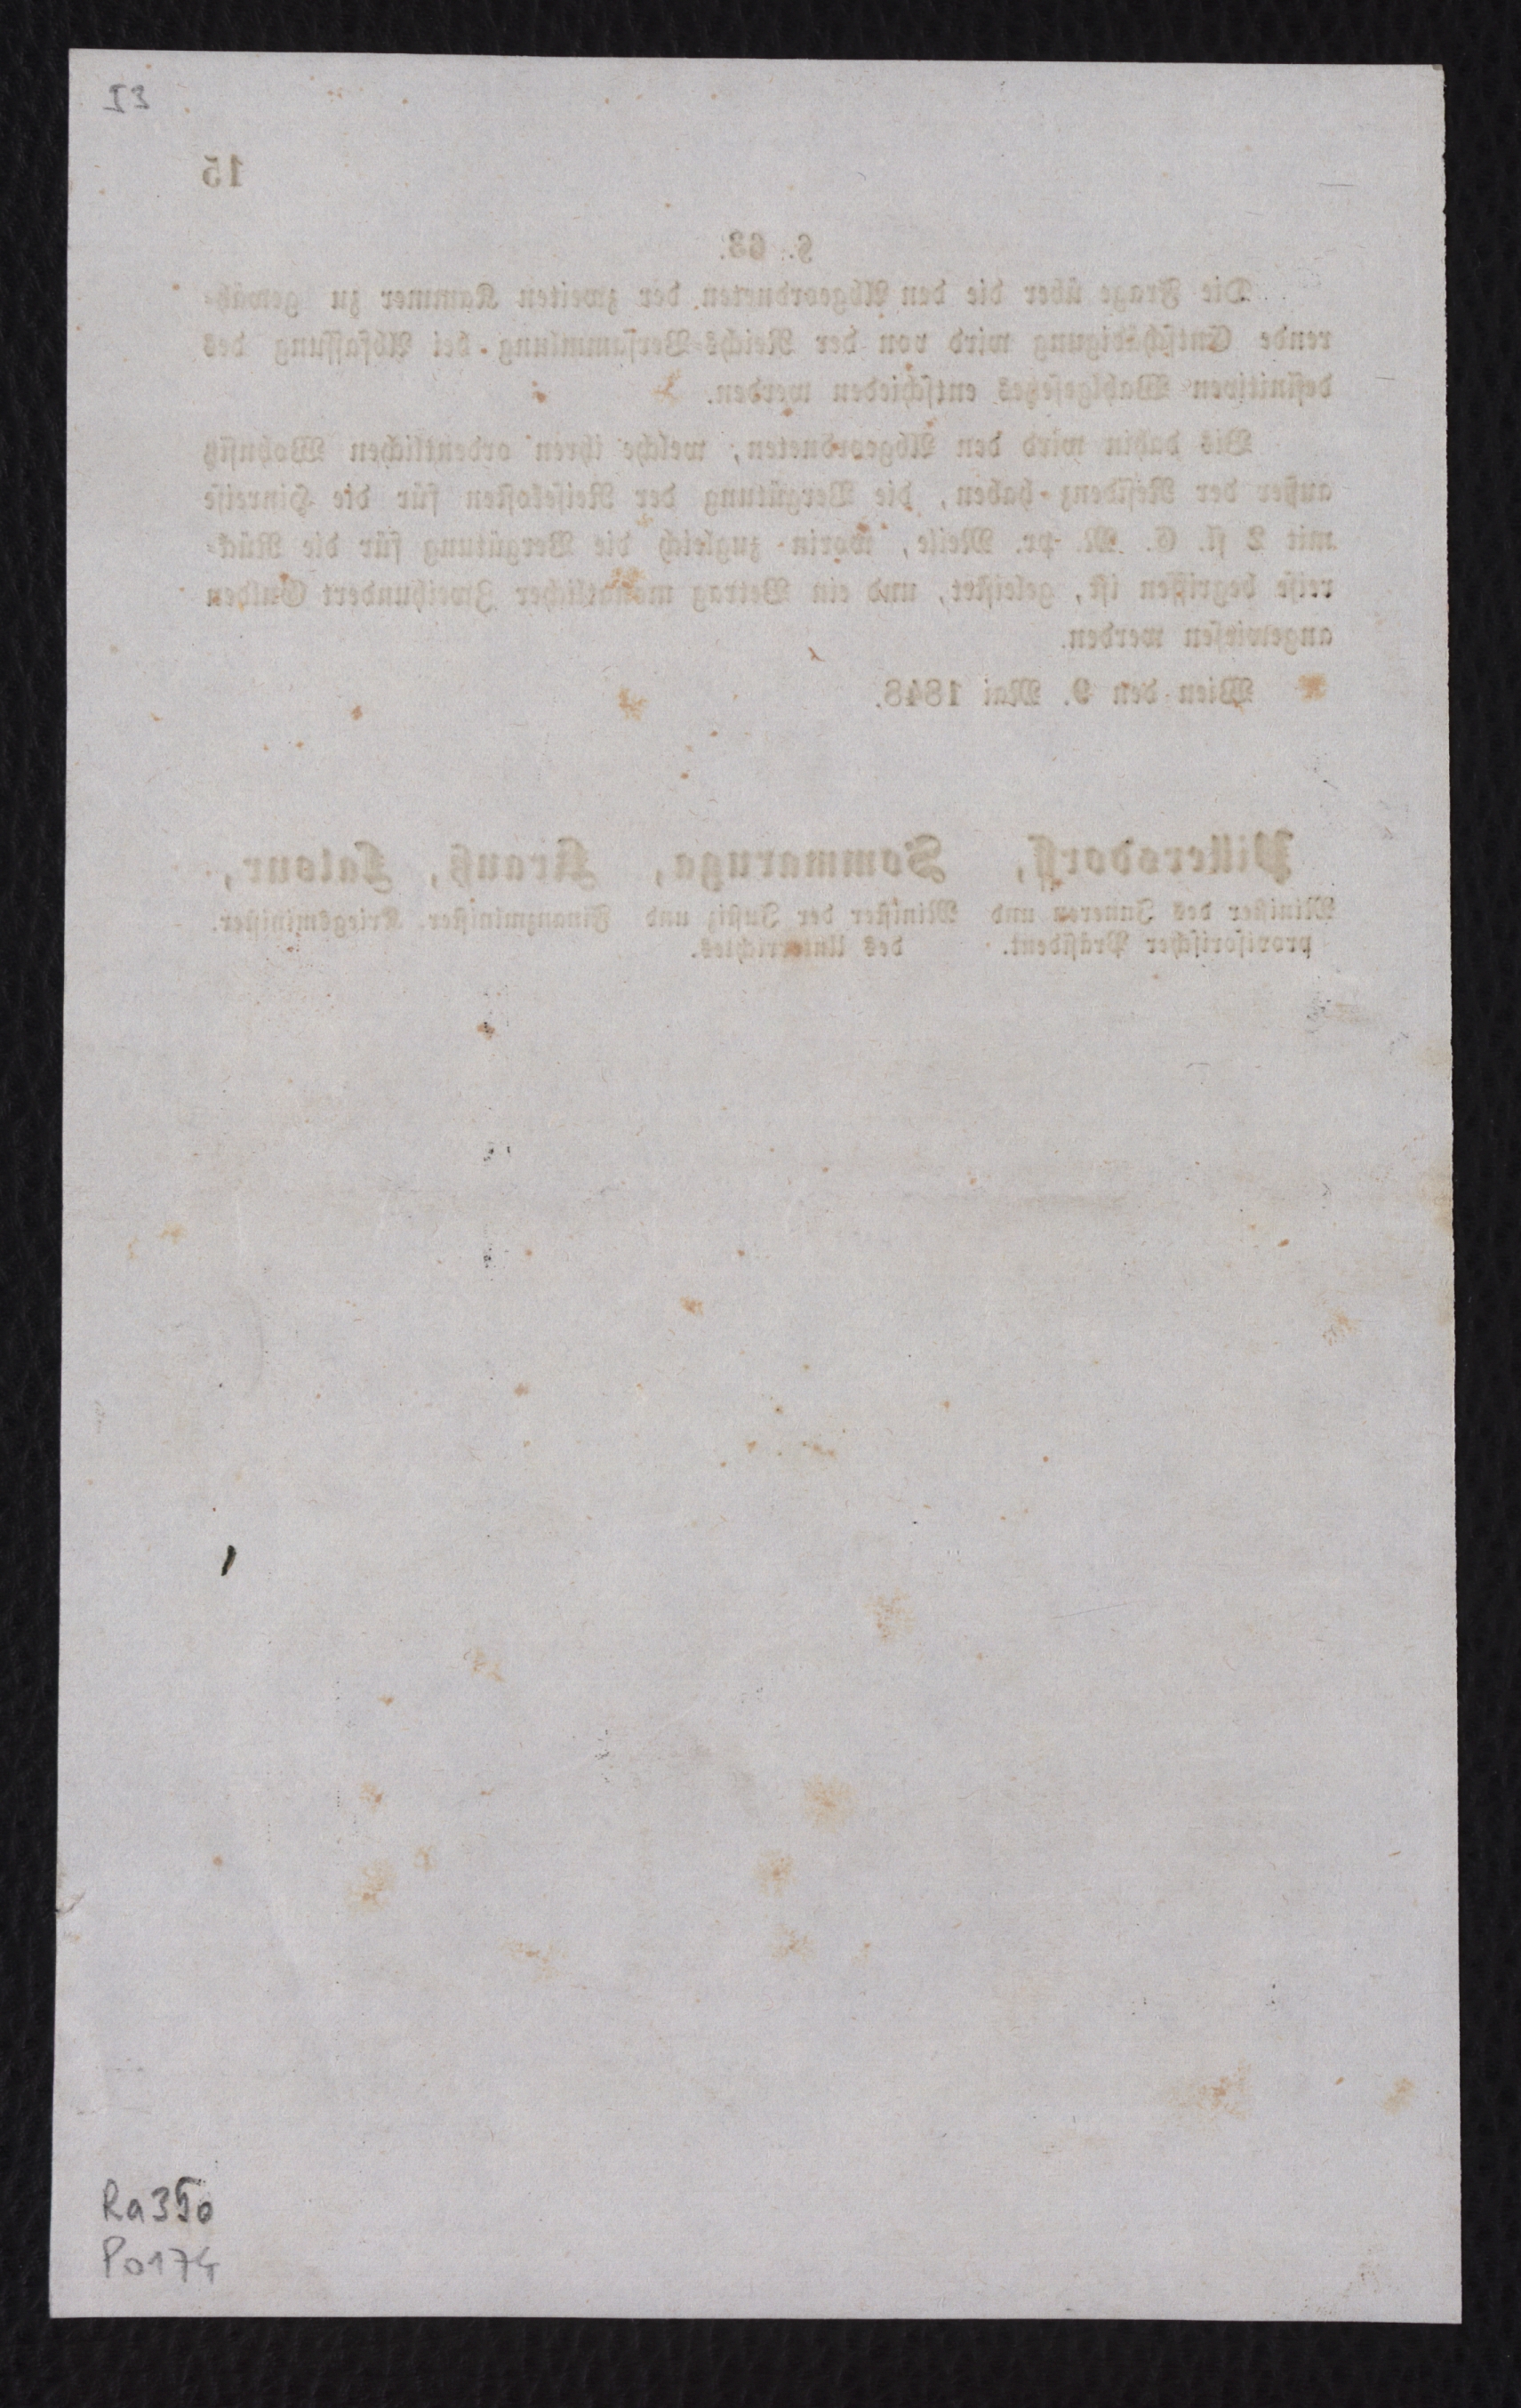 I3
15
§. 63.
Die Frage über die den Abgeordneten der zweiten Kammer zu gewäh-
rende Entschädigung wird von der Reichs-Versammlung bei Abfassung des
definitiven Wahlgesetzes entschieden werden.
Bis dahin wird den Abgeordneten, welche ihren ordentlichen Wohnsitz
außer der Residenz haben, die Vergütung der Reisekosten für die Hinreise
mit 2 fl. C. M. pr. Meile, worin zugleich die Vergütung für die Rück-
reise begriffen ist, geleistet, und ein Betrag monatlicher Zweihundert Gulden
angewiesen werden.
Wien den 9. Mai 1848.
Pillersdorff, Sommaruga, Krauß, Latour,
Minister des Inneren und Minister der Justiz und Finanzminister. Kriegsminister.
provisorischer Präsident. des Unterrichtes.
Ra350
Po174